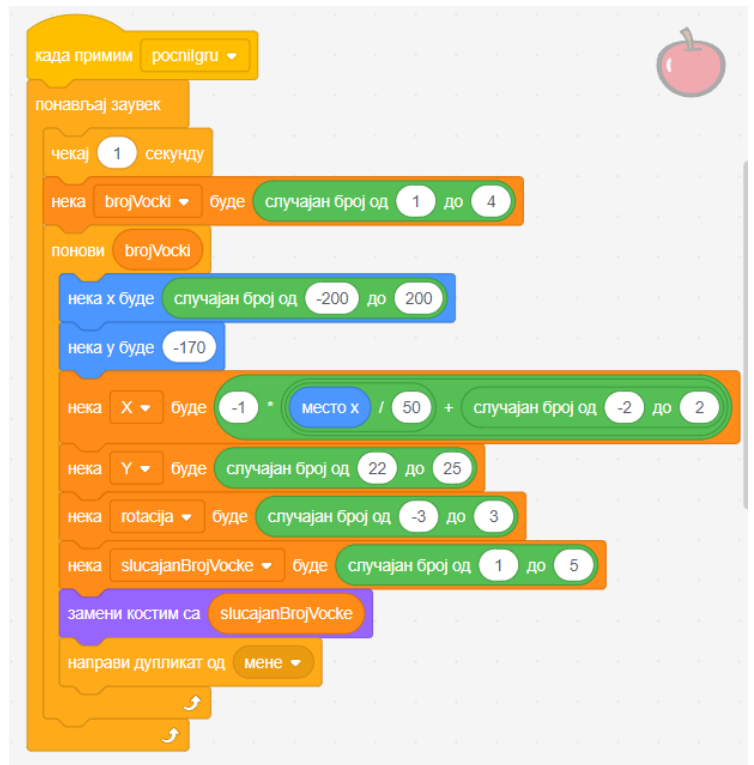 када примим pocniIgru
понављај заувек
чекај 1 секунду
нека brojVocki буде случајан број од 1 до 4
понови brojVocki
нека x буде случајан број од -200 до 200
нека y буде -170
нека X буде -1 * место x / 50 + случајан број од -2 до 2
нека Y буде случајан број од 22 до 25
нека rotacija буде случајан број од -3 до 3
нека slucajanBrojVocke буде случајан број од 1 до 5
замени костим са slucajanBrojVocke
направи дупликат од мене